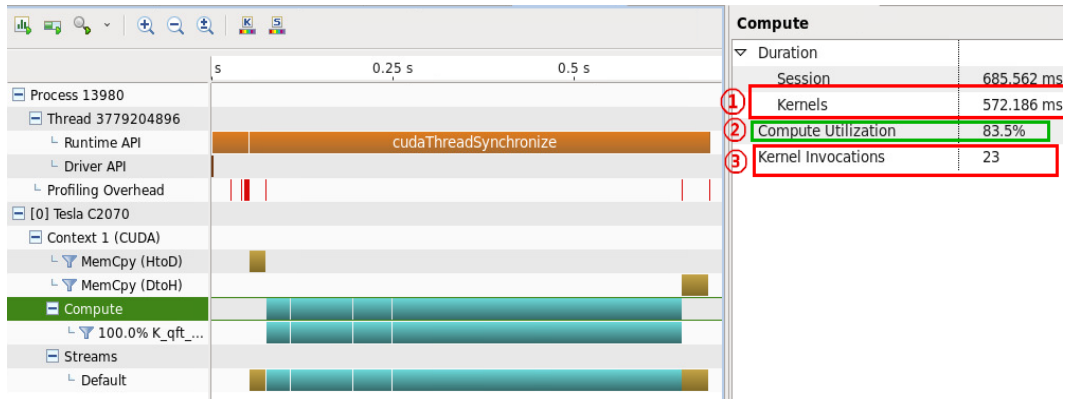 K S
s 0.25 s 0.5 s
Process 13980
Thread 3779204896
Runtime API cudaThreadSynchronize
Driver API
Profiling Overhead
[0] Tesla C2070
Context 1 (CUDA)
MemCpy (HtoD)
MemCpy (DtoH)
Compute
100.0% K_qft_...
Streams
Default
Compute
Duration
Session 685.562 ms
① Kernels 572.186 ms
② Compute Utilization 83.5%
③ Kernel Invocations 23